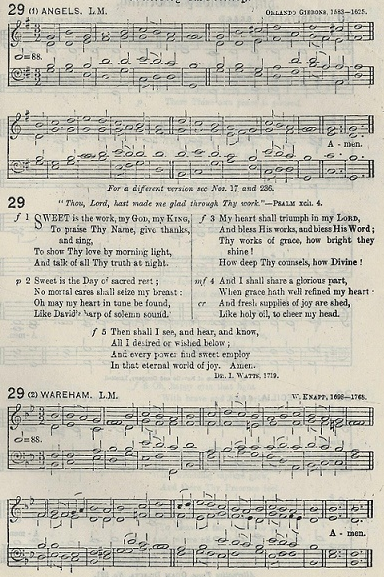 29 (1) ANGELS. L.M. ORLANDO GIBBONS, 1583–1625.
=88.
A - men.
For a different version see Nos. 17 and 236.
29 "Thou, Lord, hast made me glad through Thy work."—PSALM xcii. 4.
f 1 SWEET is the work, my GOD, my KING,
To praise Thy Name, give thanks,
and sing,
To show Thy love by morning light,
And talk of all Thy truth at night.
p 2 Sweet is the Day of sacred rest;
No mortal cares shall seize my breast:
Oh may my heart in tune be found,
Like David's harp of solemn sound.
f 3 My heart shall triumph in my LORD,
And bless His works, and bless His Word;
Thy works of grace, how bright they
shine!
How deep Thy counsels, how Divine!
mf 4 And I shall share a glorious part,
When grace hath well refined my heart
cr And fresh supplies of joy are shed,
Like holy oil, to cheer my head.
f 5 Then shall I see, and hear, and know,
All I desired or wished below;
And every power find sweet employ
In that eternal world of joy. Amen.
DR. I. WATTS, 1719.
29 (2) WAREHAM. L.M. W. KNAPP, 1698–1768.
=88.
A - men.